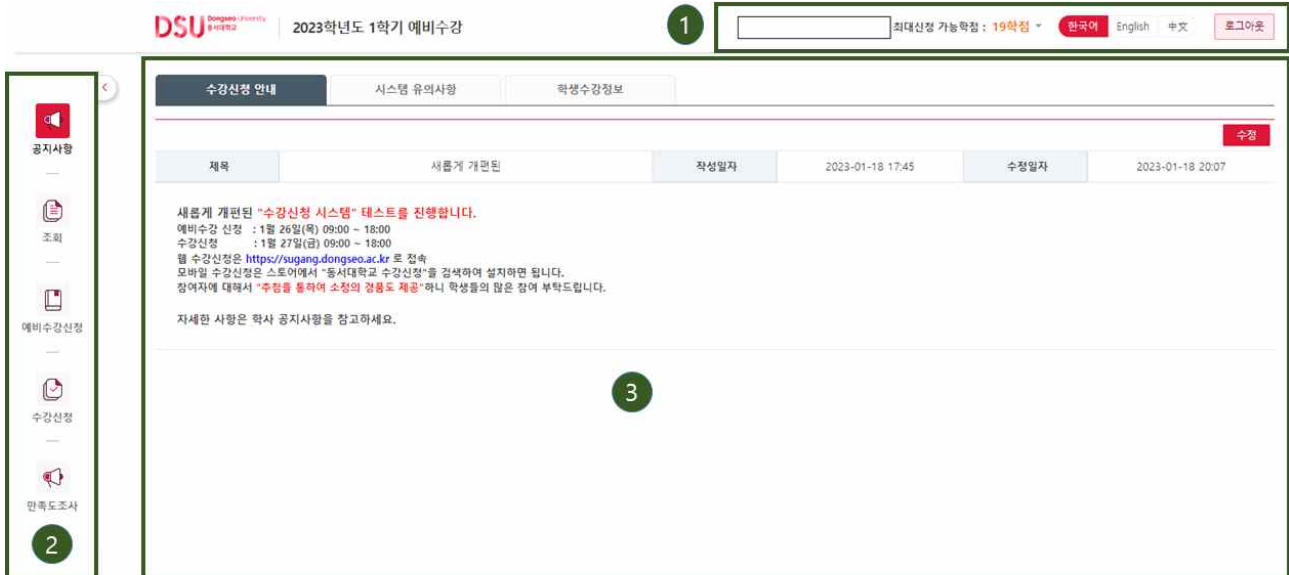 DSU Dongseo University 동서대학교
2023학년도 1학기 예비수강
1
최대신청 가능학점 : 19학점
한국어 English 中文 로그아웃
수강신청 안내 시스템 유의사항 학생수강정보
수정
제목 새롭게 개편된 작성일자 2023-01-18 17:45 수정일자 2023-01-18 20:07
새롭게 개편된 "수강신청 시스템" 테스트를 진행합니다.
예비수강 신청 : 1월 26일(목) 09:00 ~ 18:00
수강신청 : 1월 27일(금) 09:00 ~ 18:00
웹 수강신청은 https://sugang.dongseo.ac.kr 로 접속
모바일 수강신청은 스토어에서 "동서대학교 수강신청"을 검색하여 설치하면 됩니다.
참여자에 대해서 "추첨을 통하여 소정의 경품도 제공"하니 학생들의 많은 참여 부탁드립니다.
자세한 사항은 학사 공지사항을 참고하세요.
3
공지사항
조회
예비수강신청
수강신청
만족도조사
2